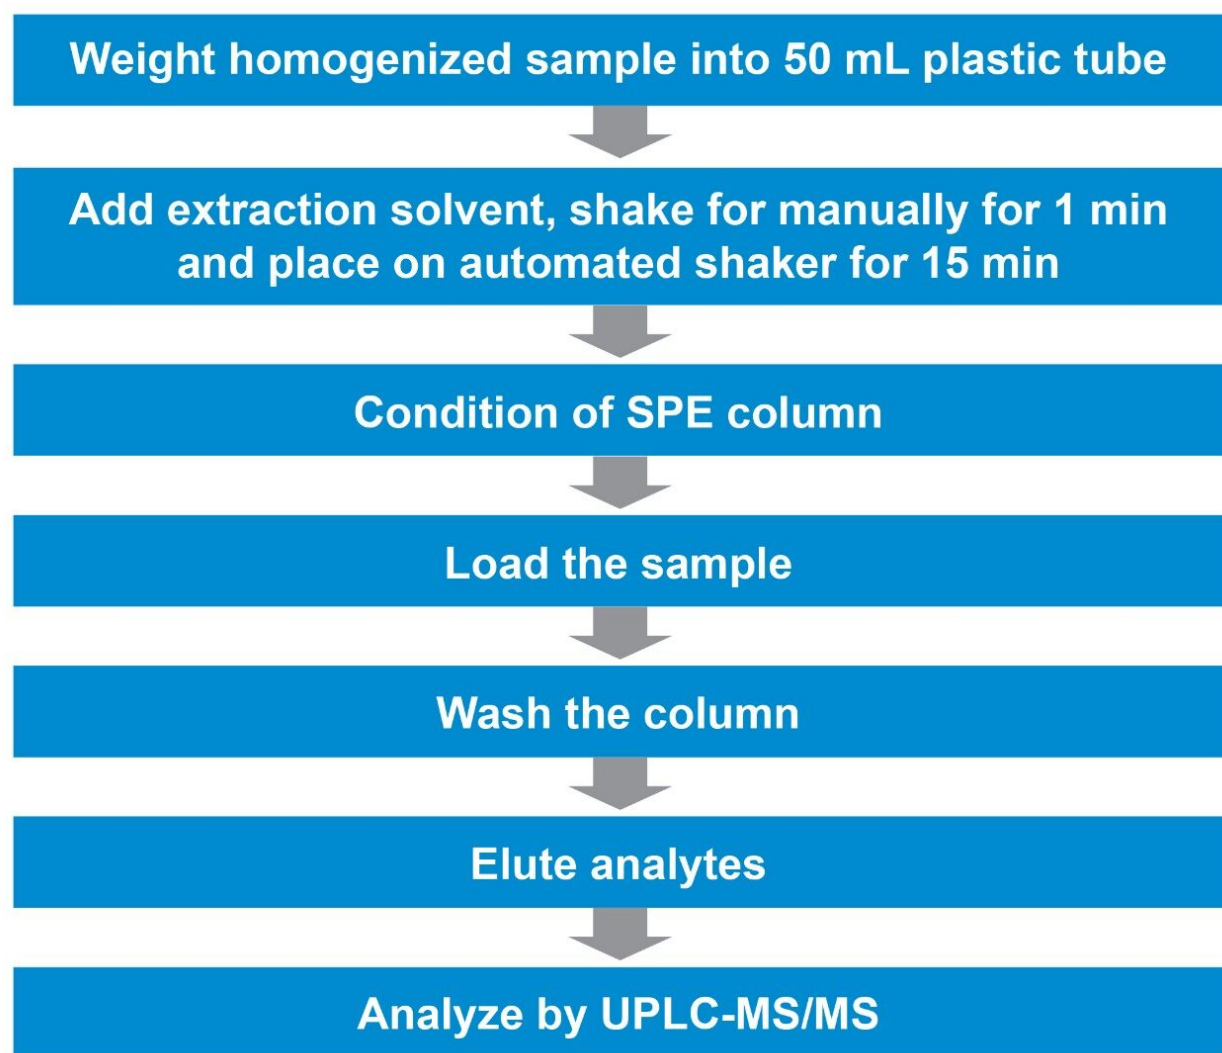 Weight homogenized sample into 50 mL plastic tube
Add extraction solvent, shake for manually for 1 min
and place on automated shaker for 15 min
Condition of SPE column
Load the sample
Wash the column
Elute analytes
Analyze by UPLC-MS/MS